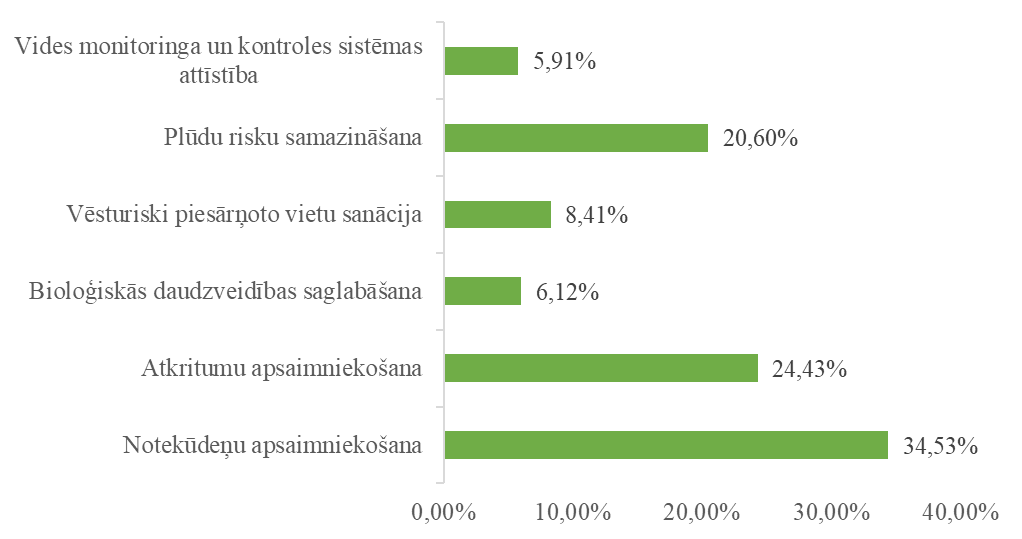 Vides monitoringa un kontroles sistēmas
attīstība
5,91%
Plūdu risku samazināšana
20,60%
Vēsturiski piesārņoto vietu sanācija
8,41%
Bioloģiskās daudzveidības saglabāšana
6,12%
Atkritumu apsaimniekošana
24,43%
Notekūdeņu apsaimniekošana
34,53%
0,00%
10,00%
20,00%
30,00%
40,00%